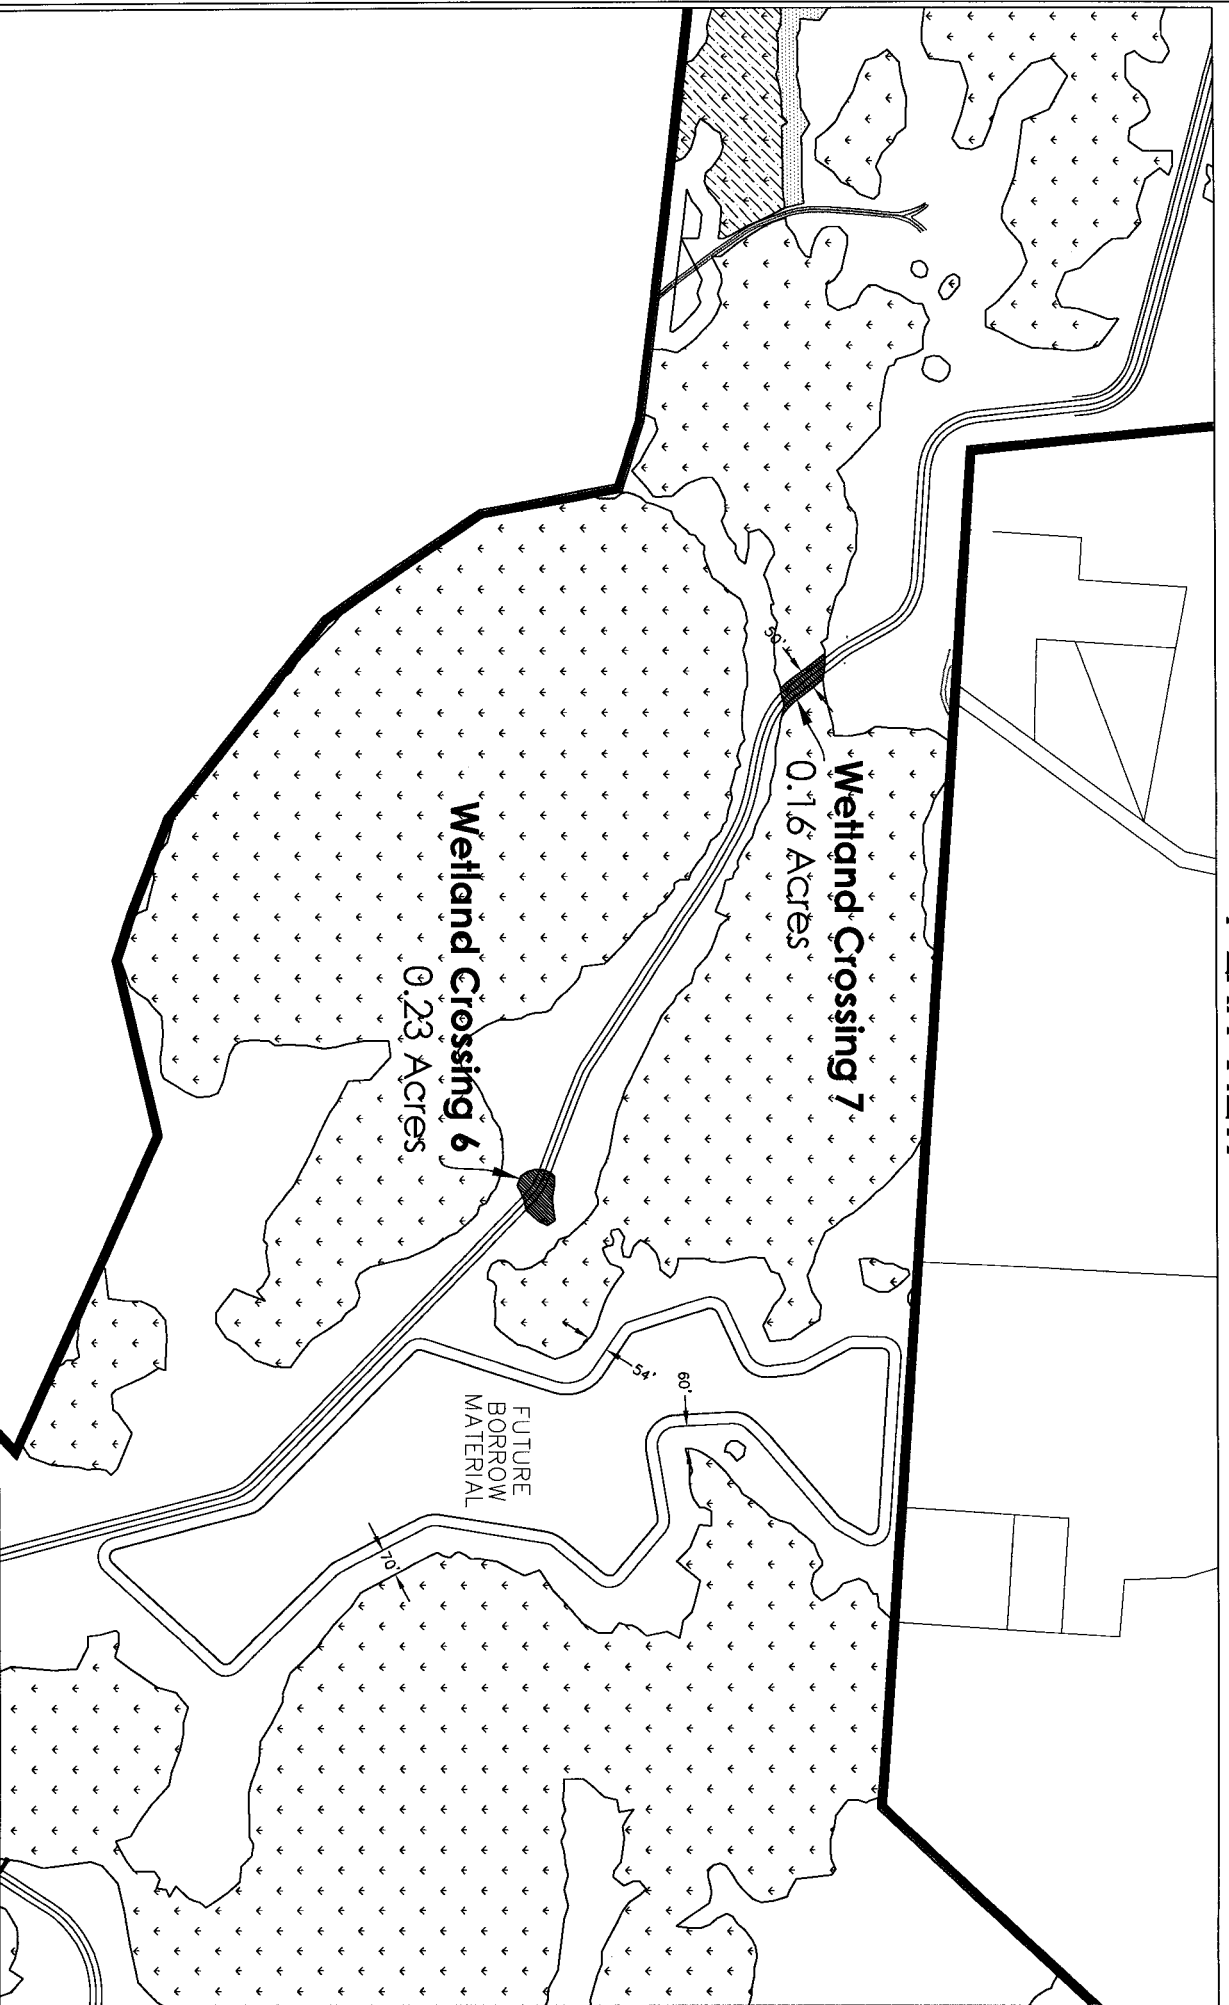 50'
Wetland Crossing 7
0.16 Acres
Wetland Crossing 6
0.23 Acres
54'
60'
FUTURE
BORROW
MATERIAL
70'